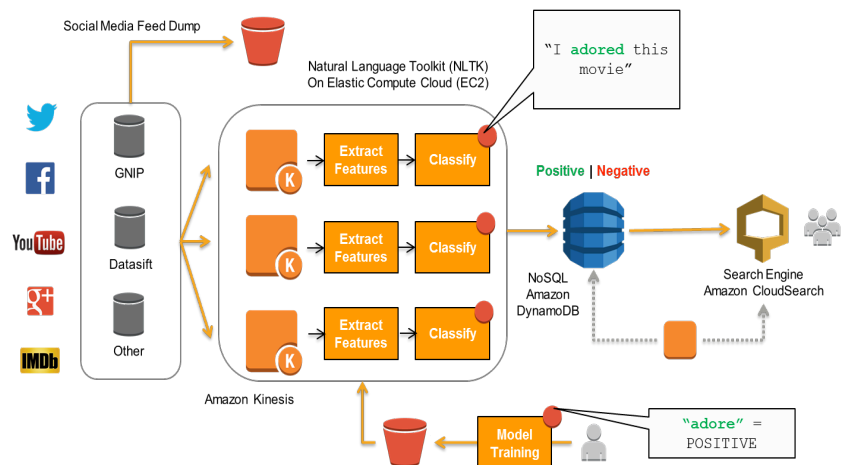 Social Media Feed Dump
Natural Language Toolkit (NLTK)
On Elastic Compute Cloud (EC2)
“I adored this
movie”
f
YouTube
g+
IMDb
GNIP
Datasift
Other
K
Extract
Features
Classify
K
Extract
Features
Classify
K
Extract
Features
Classify
Amazon Kinesis
Positive | Negative
NoSQL
Amazon
DynamoDB
Search Engine
Amazon CloudSearch
Model
Training
“adore” =
POSITIVE